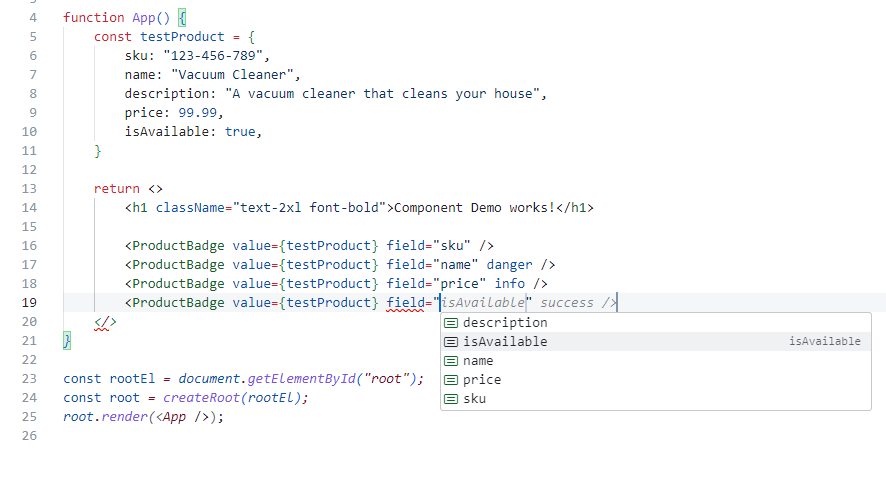 4 function App() {
5 const testProduct = {
6 sku: "123-456-789",
7 name: "Vacuum Cleaner",
8 description: "A vacuum cleaner that cleans your house",
9 price: 99.99,
10 isAvailable: true,
11 }
12
13 return <>
14 <h1 className="text-2xl font-bold">Component Demo works!</h1>
15
16 <ProductBadge value={testProduct} field="sku" />
17 <ProductBadge value={testProduct} field="name" danger />
18 <ProductBadge value={testProduct} field="price" info />
19 <ProductBadge value={testProduct} field="isAvailable" success />
20 </>
description
21 }
isAvailable isAvailable
22
name
23 const rootEl = document.getElementById("root");
price
24 const root = createRoot(rootEl);
sku
25 root.render(<App />);
26